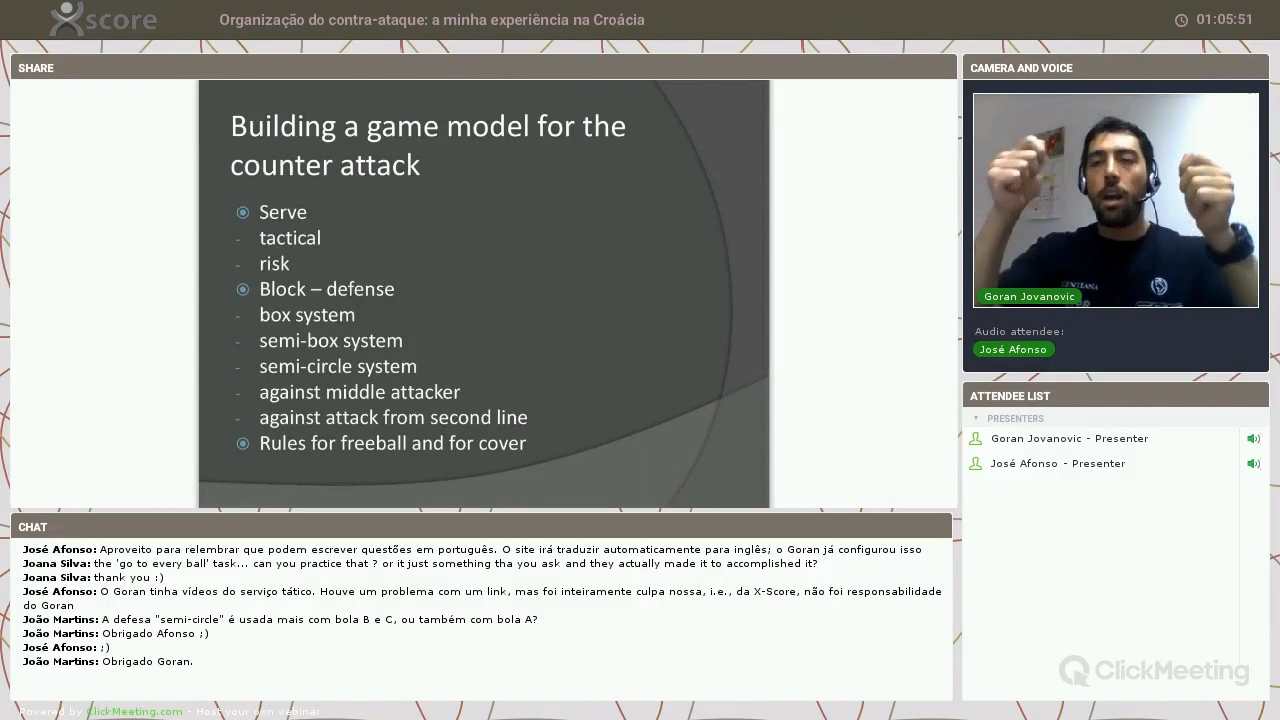 score
Organização do contra-ataque: a minha experiência na Croácia
01:05:51
SHARE
Building a game model for the
counter attack
Serve
- tactical
- risk
Block – defense
- box system
- semi-box system
- semi-circle system
- against middle attacker
- against attack from second line
Rules for freeball and for cover
CAMERA AND VOICE
Goran Jovanovic
Audio attendee:
José Afonso
ATTENDEE LIST
PRESENTERS
Goran Jovanovic - Presenter
José Afonso - Presenter
CHAT
José Afonso: Aproveito para relembrar que podem escrever questões em português. O site irá traduzir automaticamente para inglês; o Goran já configurou isso
Joana Silva: the 'go to every ball' task... can you practice that ? or it just something tha you ask and they actually made it to accomplished it?
Joana Silva: thank you :)
José Afonso: O Goran tinha vídeos do serviço tático. Houve um problema com um link, mas foi inteiramente culpa nossa, i.e., da X-Score, não foi responsabilidade
do Goran
João Martins: A defesa "semi-circle" é usada mais com bola B e C, ou também com bola A?
João Martins: Obrigado Afonso ;)
José Afonso: ;)
João Martins: Obrigado Goran.
ClickMeeting
Powered by ClickMeeting.com - Host your own webinar